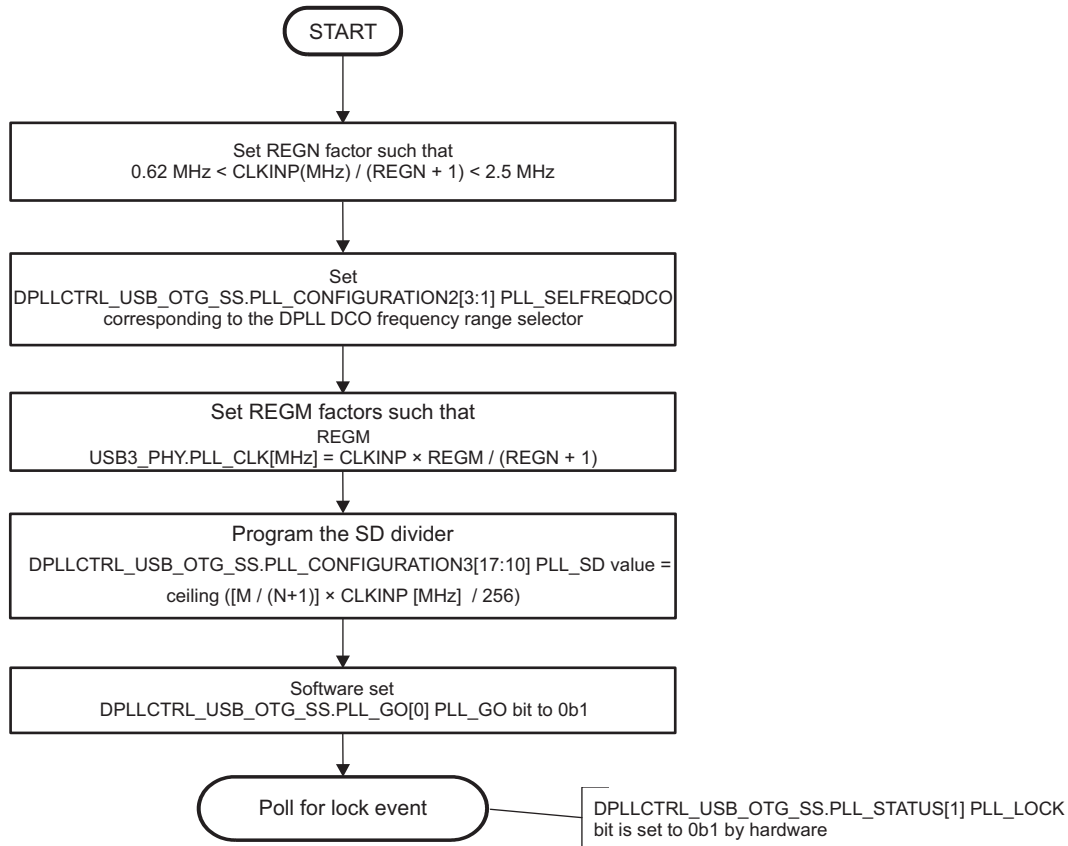 START
Set REGN factor such that
0.62 MHz < CLKINP(MHz) / (REGN + 1) < 2.5 MHz
Set
DPLLCTRL_USB_OTG_SS.PLL_CONFIGURATION2[3:1] PLL_SELFREQDCO
corresponding to the DPLL DCO frequency range selector
Set REGM factors such that
REGM
USB3_PHY.PLL_CLK[MHz] = CLKINP × REGM / (REGN + 1)
Program the SD divider
DPLLCTRL_USB_OTG_SS.PLL_CONFIGURATION3[17:10] PLL_SD value =
ceiling ([M / (N+1)] × CLKINP [MHz] / 256)
Software set
DPLLCTRL_USB_OTG_SS.PLL_GO[0] PLL_GO bit to 0b1
Poll for lock event
DPLLCTRL_USB_OTG_SS.PLL_STATUS[1] PLL_LOCK
bit is set to 0b1 by hardware